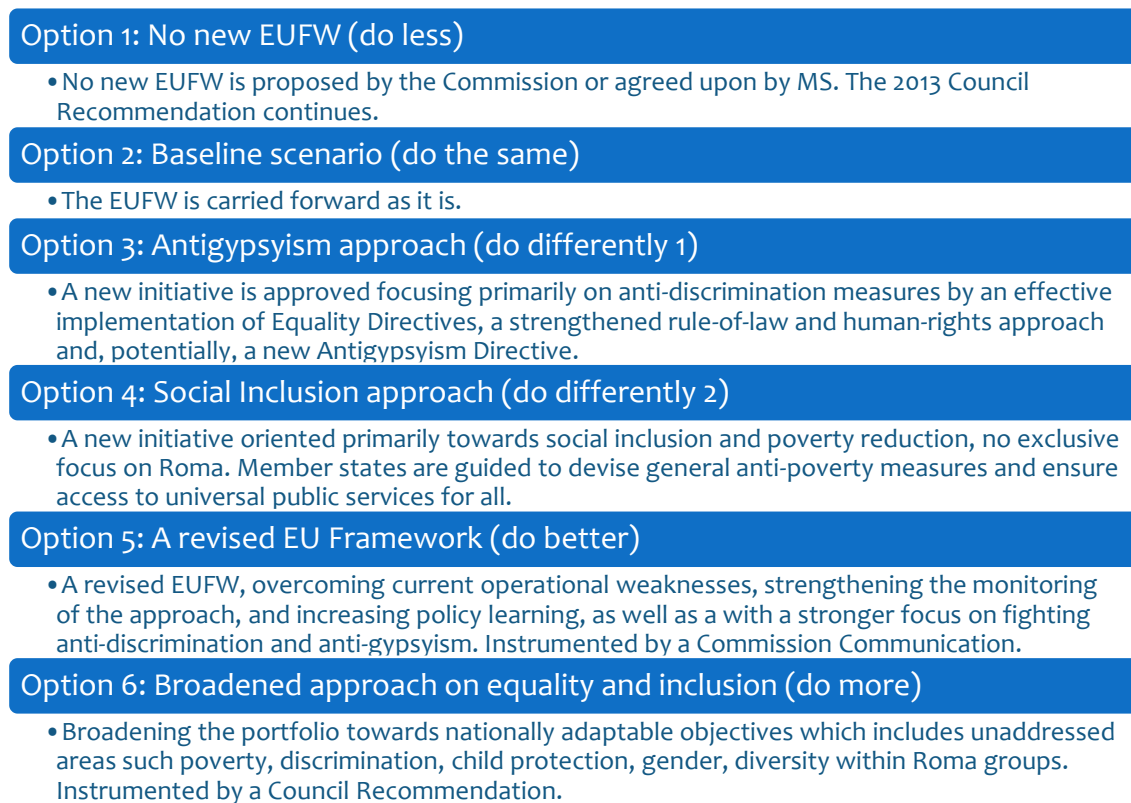 Option 1: No new EUFW (do less)
•No new EUFW is proposed by the Commission or agreed upon by MS. The 2013 Council
Recommendation continues.
Option 2: Baseline scenario (do the same)
•The EUFW is carried forward as it is.
Option 3: Antigypsyism approach (do differently 1)
•A new initiative is approved focusing primarily on anti-discrimination measures by an effective
implementation of Equality Directives, a strengthened rule-of-law and human-rights approach
and, potentially, a new Antigypsyism Directive.
Option 4: Social Inclusion approach (do differently 2)
•A new initiative oriented primarily towards social inclusion and poverty reduction, no exclusive
focus on Roma. Member states are guided to devise general anti-poverty measures and ensure
access to universal public services for all.
Option 5: A revised EU Framework (do better)
•A revised EUFW, overcoming current operational weaknesses, strengthening the monitoring
of the approach, and increasing policy learning, as well as a with a stronger focus on fighting
anti-discrimination and anti-gypsyism. Instrumented by a Commission Communication.
Option 6: Broadened approach on equality and inclusion (do more)
•Broadening the portfolio towards nationally adaptable objectives which includes unaddressed
areas such poverty, discrimination, child protection, gender, diversity within Roma groups.
Instrumented by a Council Recommendation.